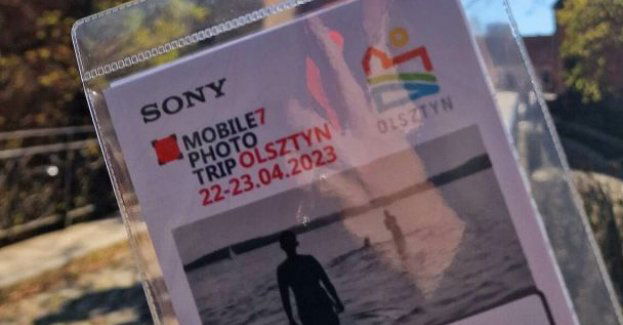 SONY
MOBILE7
PHOTO
TRIP OLSZTYN
22-23.04.2023
OLSZTYN